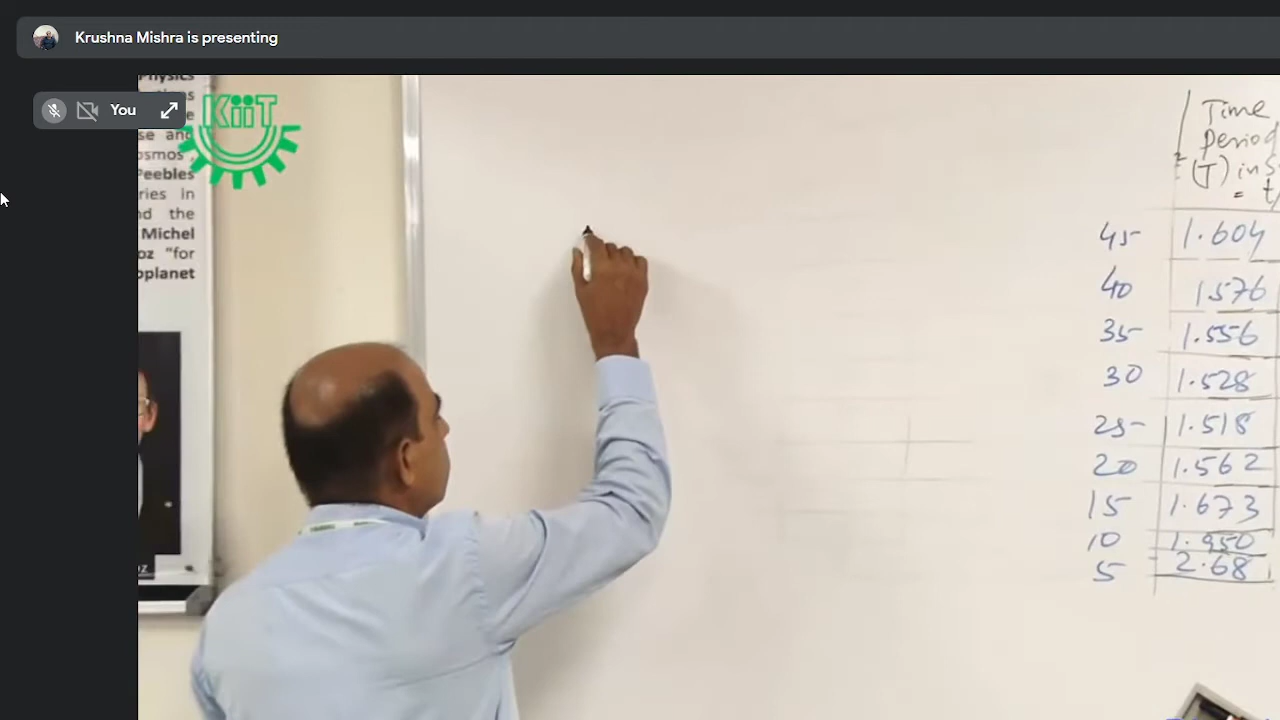 Krushna Mishra is presenting
You
Physics
se and
osmos",
Peebles
ries in
nd the
Michel
oz "for
oplanet
KiiT
Time
period
(T) in S
= t/
45 1.604
40 1.576
35 1.556
30 1.528
25 1.518
20 1.562
15 1.673
10 1.950
5 2.68